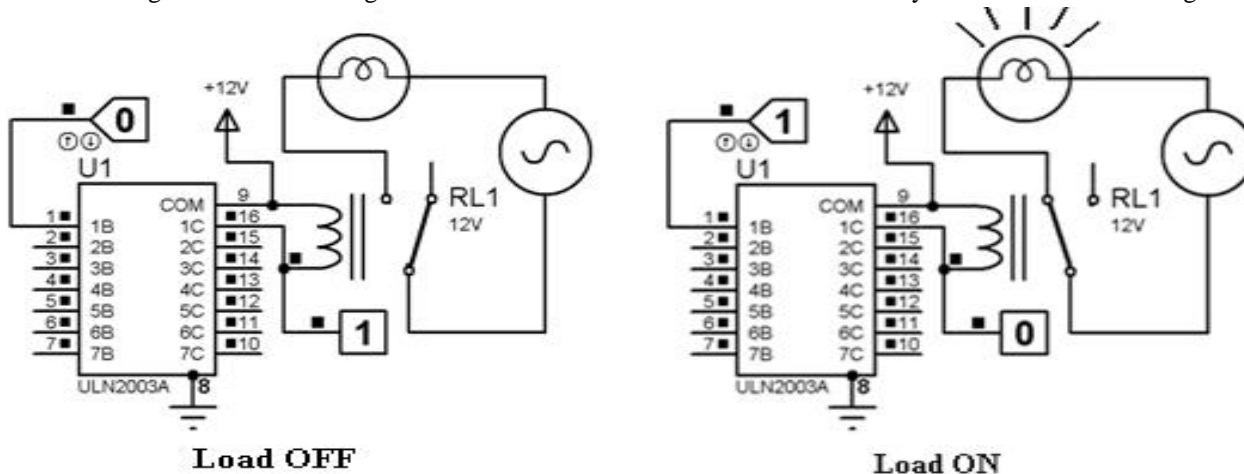 +12V
0
U1
COM 9
1 1B 1C 16
2 2B 2C 15
3 3B 3C 14
4 4B 4C 13
5 5B 5C 12
6 6B 6C 11
7 7B 7C 10
ULN2003A 8
RL1
12V
1
Load OFF
+12V
1
U1
COM 9
1 1B 1C 16
2 2B 2C 15
3 3B 3C 14
4 4B 4C 13
5 5B 5C 12
6 6B 6C 11
7 7B 7C 10
ULN2003A 8
RL1
12V
0
Load ON